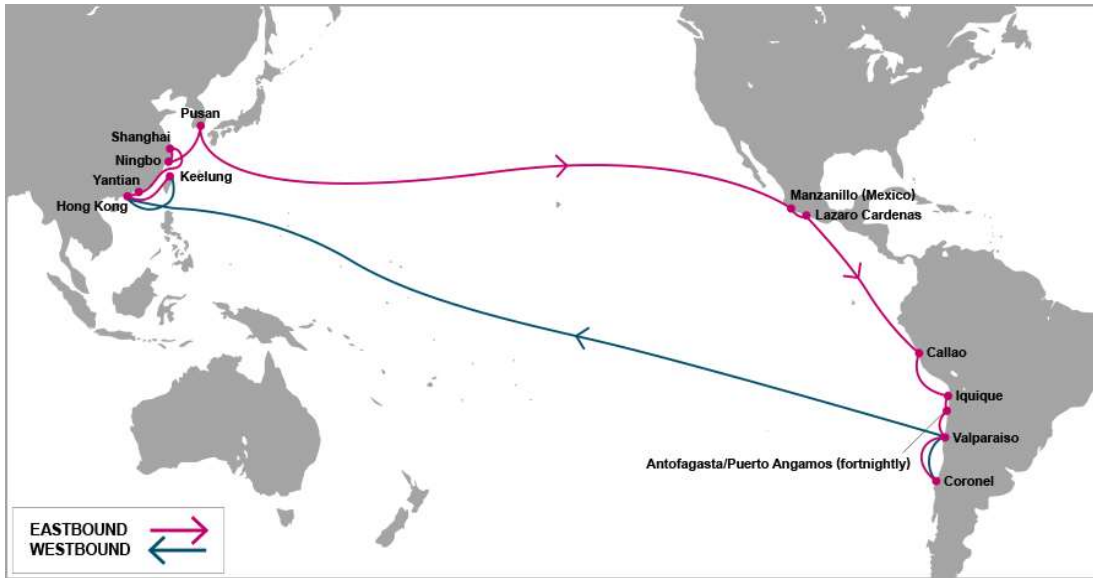 Pusan
Shanghai
Ningbo
Keelung
Yantian
Hong Kong
Manzanillo (Mexico)
Lazaro Cardenas
Callao
Iquique
Valparaiso
Antofagasta/Puerto Angamos (fortnightly)
Coronel
EASTBOUND
WESTBOUND